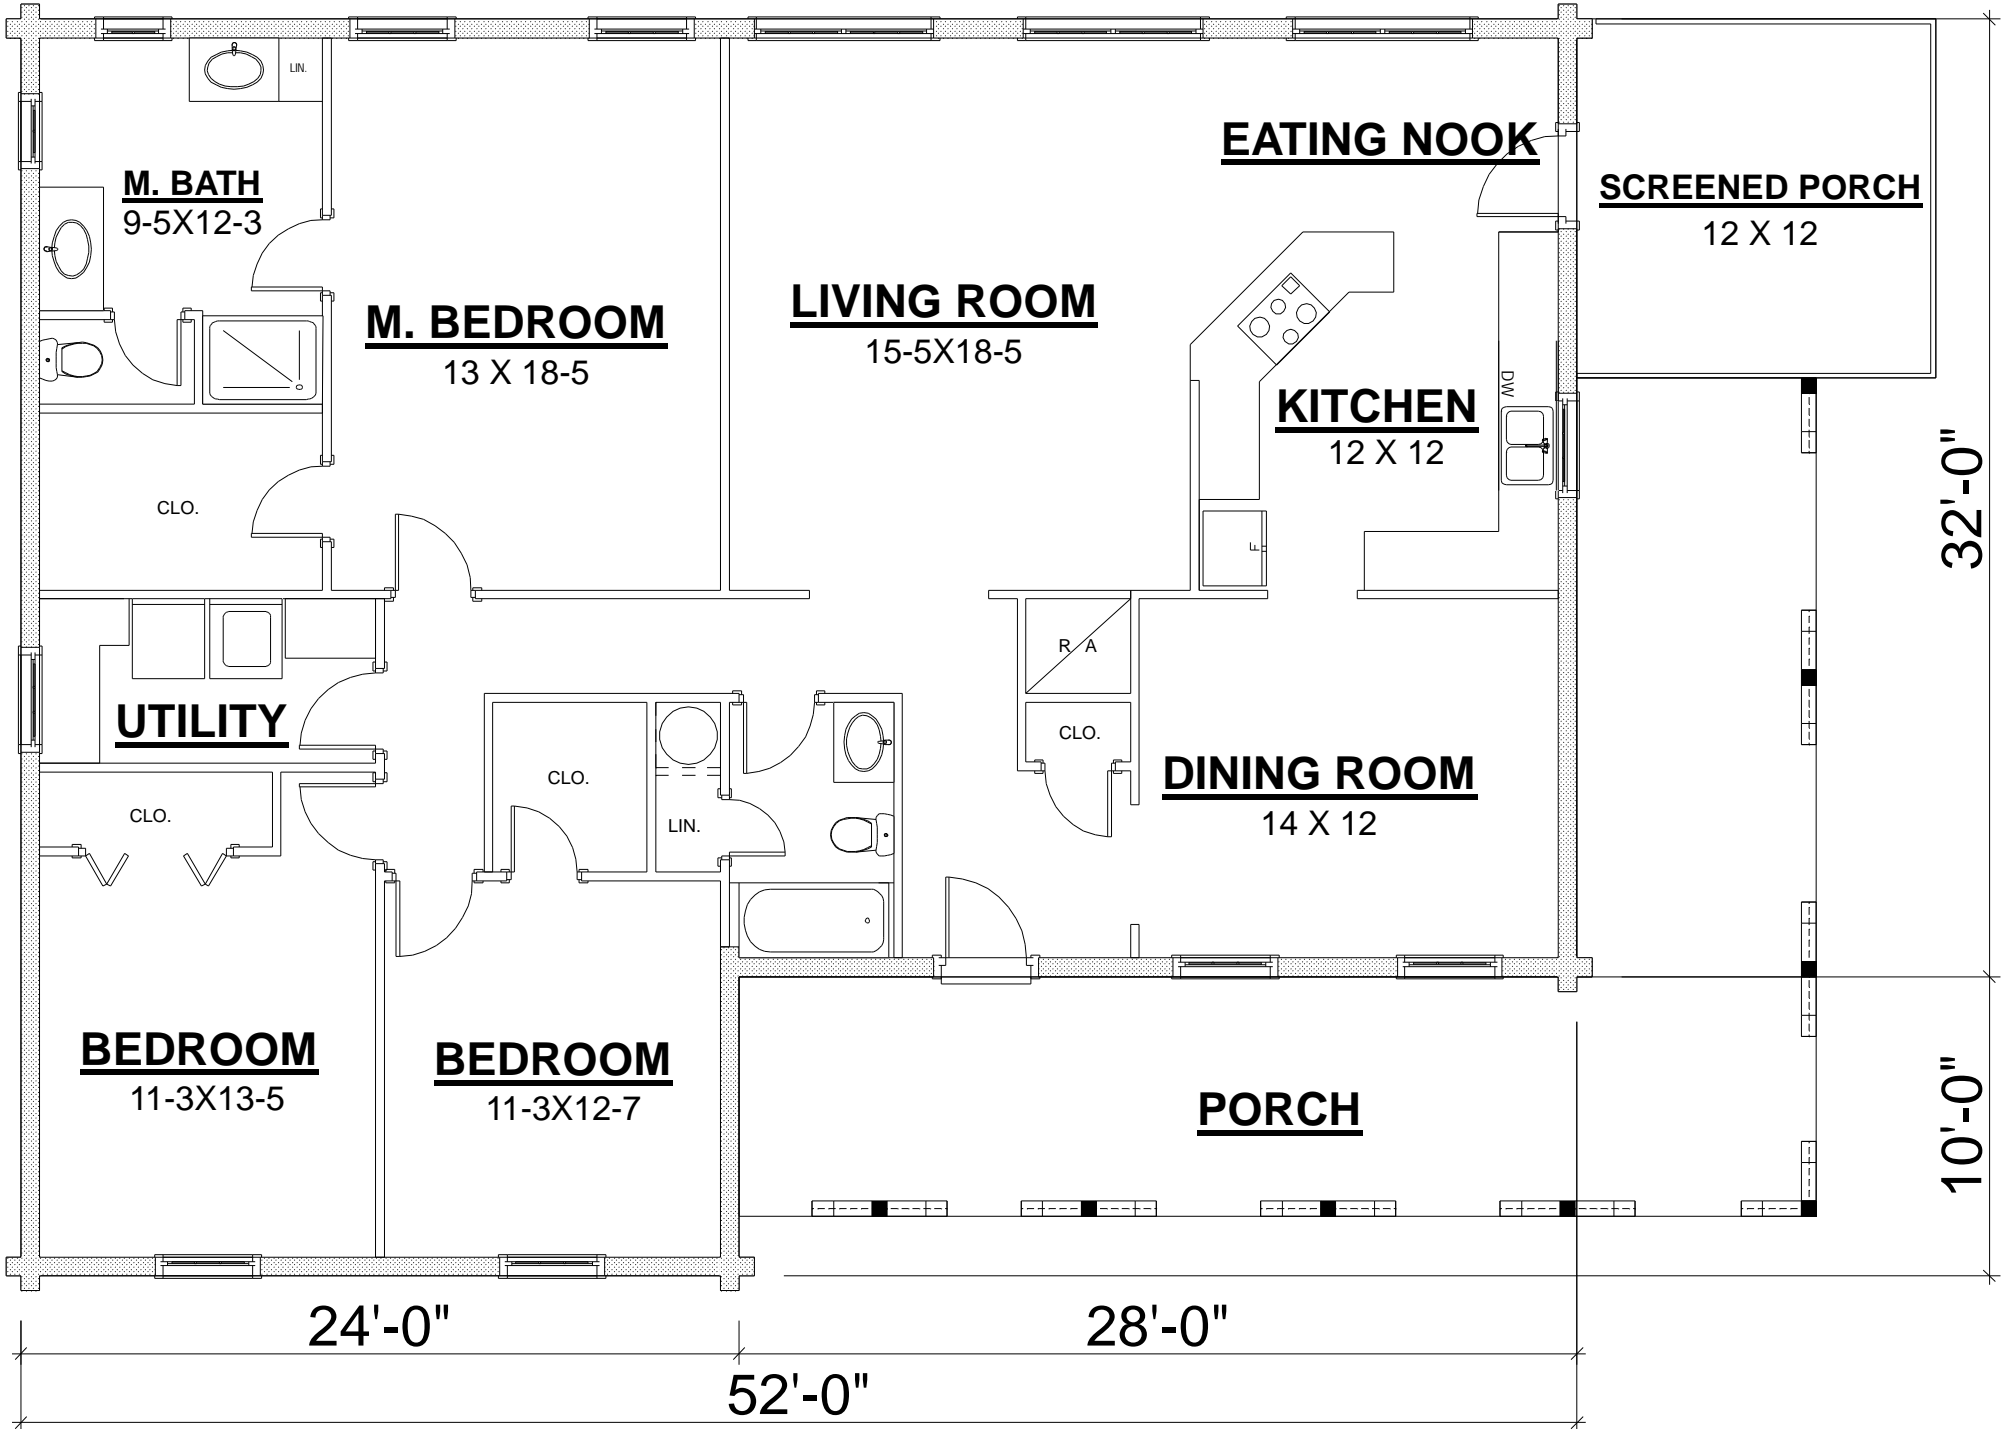 LIN.
EATING NOOK
M. BATH
9-5X12-3
SCREENED PORCH
12 X 12
LIVING ROOM
15-5X18-5
M. BEDROOM
13 X 18-5
DW
KITCHEN
12 X 12
32'-0"
CLO.
F
R A
UTILITY
CLO.
CLO.
DINING ROOM
14 X 12
CLO.
LIN.
BEDROOM
11-3X13-5
BEDROOM
11-3X12-7
PORCH
10'-0"
24'-0"
28'-0"
52'-0"